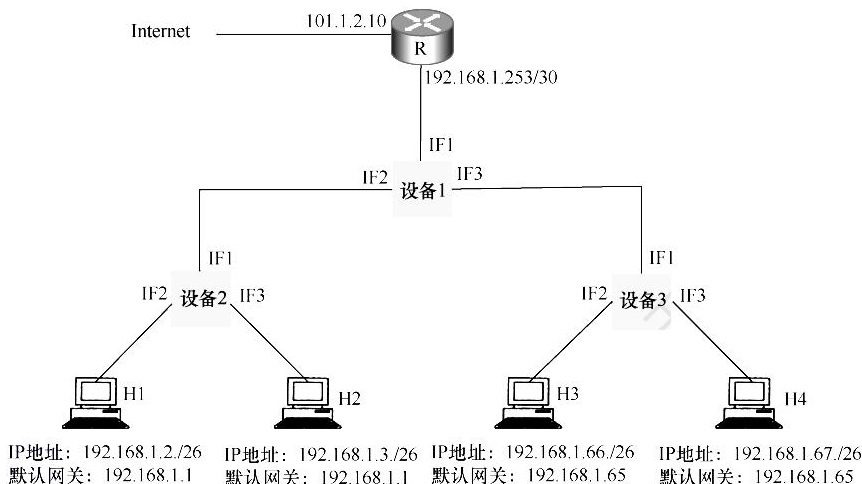 Internet
101.1.2.10
R
192.168.1.253/30
IF1
IF2
设备1
IF3
IF1
IF2
设备2
IF3
IF1
IF2
设备3
IF3
H1
H2
H3
H4
IP地址：192.168.1.2./26
默认网关：192.168.1.1
IP地址：192.168.1.3./26
默认网关：192.168.1.1
IP地址：192.168.1.66./26
默认网关：192.168.1.65
IP地址：192.168.1.67./26
默认网关：192.168.1.65